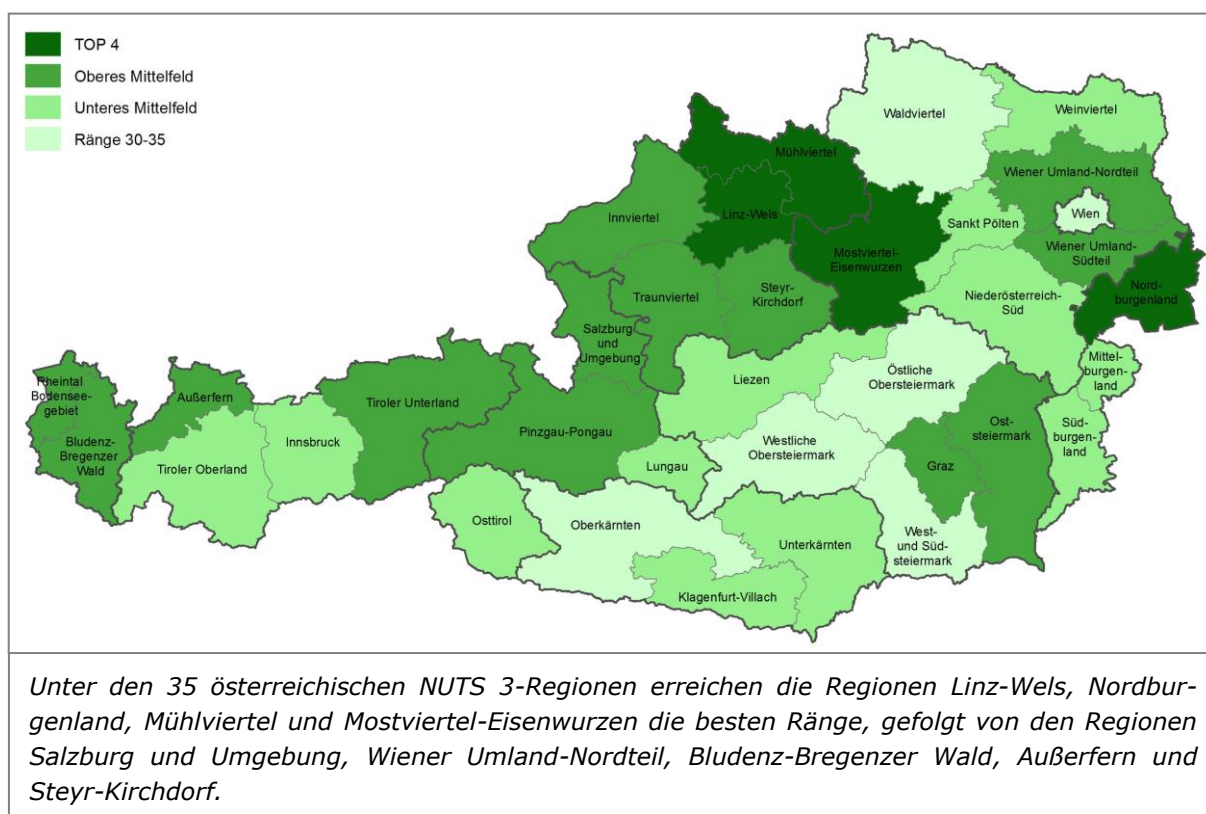 TOP 4
Oberes Mittelfeld
Unteres Mittelfeld
Ränge 30-35
Waldviertel
Weinviertel
Mühlviertel
Wiener Umland-Nordteil
Innviertel
Linz-Wels
Wien
Sankt Pölten
Mostviertel-
Eisenwurzen
Wiener Umland-
Südteil
Nord-
burgenland
Traunviertel
Steyr-
Kirchdorf
Niederösterreich-
Süd
Salzburg
und
Umgebung
Mittel-
burgen-
land
Rheintal
Bodensee-
gebiet
Außerfern
Tiroler Unterland
Liezen
Östliche
Obersteiermark
Bludenz-
Bregenzer
Wald
Innsbruck
Pinzgau-Pongau
Ost-
steiermark
Süd-
burgen-
land
Tiroler Oberland
Lungau
Westliche
Obersteiermark
Graz
Osttirol
Oberkärnten
Unterkärnten
West-
und Süd-
steiermark
Klagenfurt-Villach
Unter den 35 österreichischen NUTS 3-Regionen erreichen die Regionen Linz-Wels, Nordbur-
genland, Mühlviertel und Mostviertel-Eisenwurzen die besten Ränge, gefolgt von den Regionen
Salzburg und Umgebung, Wiener Umland-Nordteil, Bludenz-Bregenzer Wald, Außerfern und
Steyr-Kirchdorf.